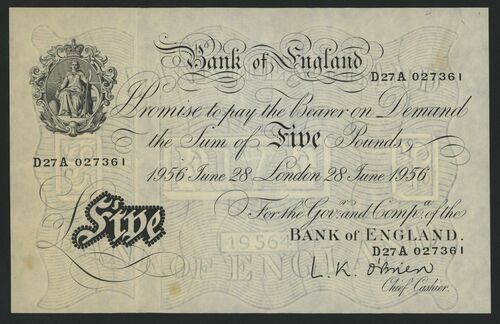 Bank of England
D27A 027361
I Promise to pay the Bearer on Demand
the Sum of Five Pounds
D27A 027361
1956 June 28 London 28 June 1956
£Five
For the Govr. and Compa. of the
1956
BANK of ENGLAND.
D27A 027361
L. K. O'Brien
Chief Cashier.